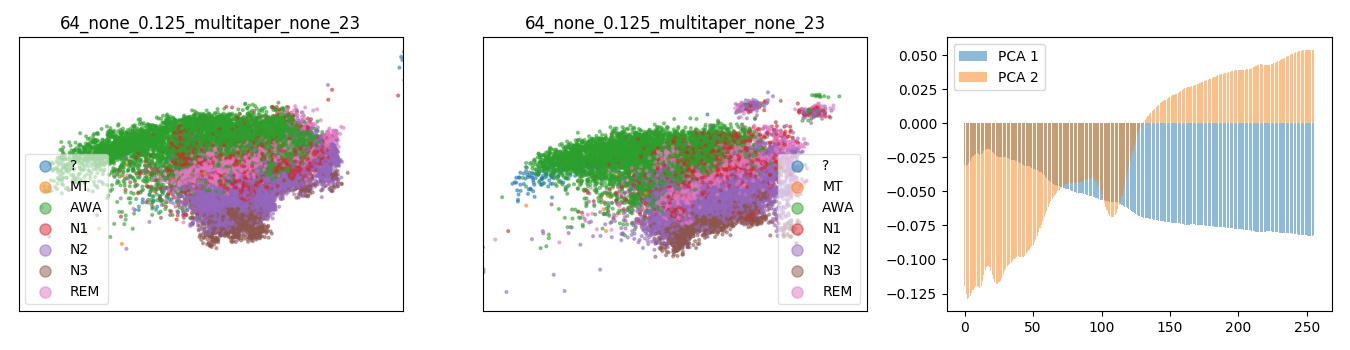 64_none_0.125_multitaper_none_23
?
MT
AWA
N1
N2
N3
REM
64_none_0.125_multitaper_none_23
?
MT
AWA
N1
N2
N3
REM
PCA 1
PCA 2
0.050
0.025
0.000
−0.025
−0.050
−0.075
−0.100
−0.125
0 50 100 150 200 250